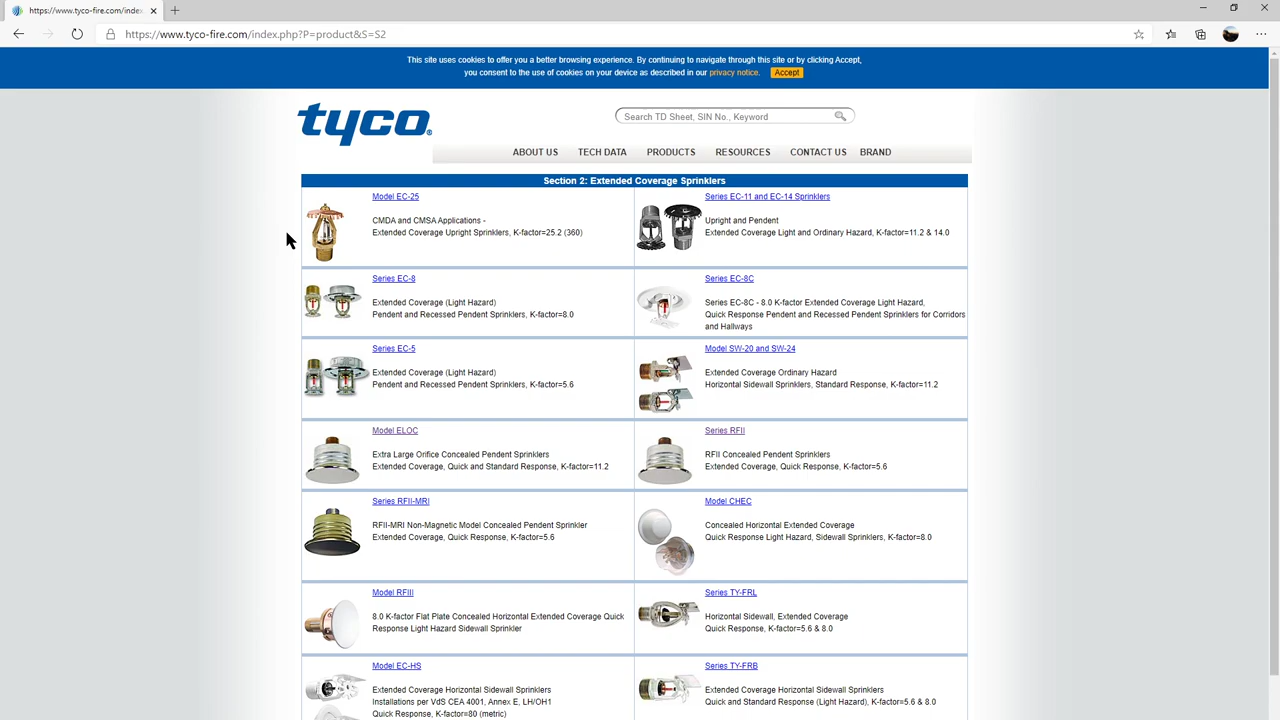 https://www.tyco-fire.com/index
https://www.tyco-fire.com/index.php?P=product&S=S2
This site uses cookies to offer you a better browsing experience. By continuing to navigate through this site or by clicking Accept,
you consent to the use of cookies on your device as described in our privacy notice. Accept
tyco®
Search TD Sheet, SIN No., Keyword
ABOUT US TECH DATA PRODUCTS RESOURCES CONTACT US BRAND
Section 2: Extended Coverage Sprinklers
Model EC-25
CMDA and CMSA Applications -
Extended Coverage Upright Sprinklers, K-factor=25.2 (360)
Series EC-11 and EC-14 Sprinklers
Upright and Pendent
Extended Coverage Light and Ordinary Hazard, K-factor=11.2 & 14.0
Series EC-8
Extended Coverage (Light Hazard)
Pendent and Recessed Pendent Sprinklers, K-factor=8.0
Series EC-8C
Series EC-8C - 8.0 K-factor Extended Coverage Light Hazard,
Quick Response Pendent and Recessed Pendent Sprinklers for Corridors
and Hallways
Series EC-5
Extended Coverage (Light Hazard)
Pendent and Recessed Pendent Sprinklers, K-factor=5.6
Model SW-20 and SW-24
Extended Coverage Ordinary Hazard
Horizontal Sidewall Sprinklers, Standard Response, K-factor=11.2
Model ELOC
Extra Large Orifice Concealed Pendent Sprinklers
Extended Coverage, Quick and Standard Response, K-factor=11.2
Series RFII
RFII Concealed Pendent Sprinklers
Extended Coverage, Quick Response, K-factor=5.6
Series RFII-MRI
RFII-MRI Non-Magnetic Model Concealed Pendent Sprinkler
Extended Coverage, Quick Response, K-factor=5.6
Model CHEC
Concealed Horizontal Extended Coverage
Quick Response Light Hazard, Sidewall Sprinklers, K-factor=8.0
Model RFIII
8.0 K-factor Flat Plate Concealed Horizontal Extended Coverage Quick
Response Light Hazard Sidewall Sprinkler
Series TY-FRL
Horizontal Sidewall, Extended Coverage
Quick Response, K-factor=5.6 & 8.0
Model EC-HS
Extended Coverage Horizontal Sidewall Sprinklers
Installations per VdS CEA 4001, Annex E, LH/OH1
Quick Response, K-factor=80 (metric)
Series TY-FRB
Extended Coverage Horizontal Sidewall Sprinklers
Quick and Standard Response (Light Hazard), K-factor=5.6 & 8.0